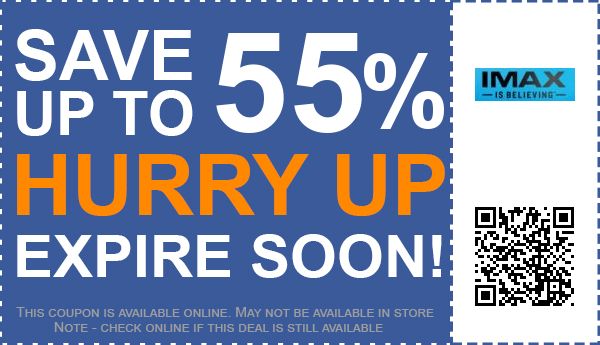 SAVE
UP TO
55%
HURRY UP
EXPIRE SOON!
THIS COUPON IS AVAILABLE ONLINE. MAY NOT BE AVAILABLE IN STORE
NOTE - CHECK ONLINE IF THIS DEAL IS STILL AVAILABLE
IMAX
IS BELIEVING